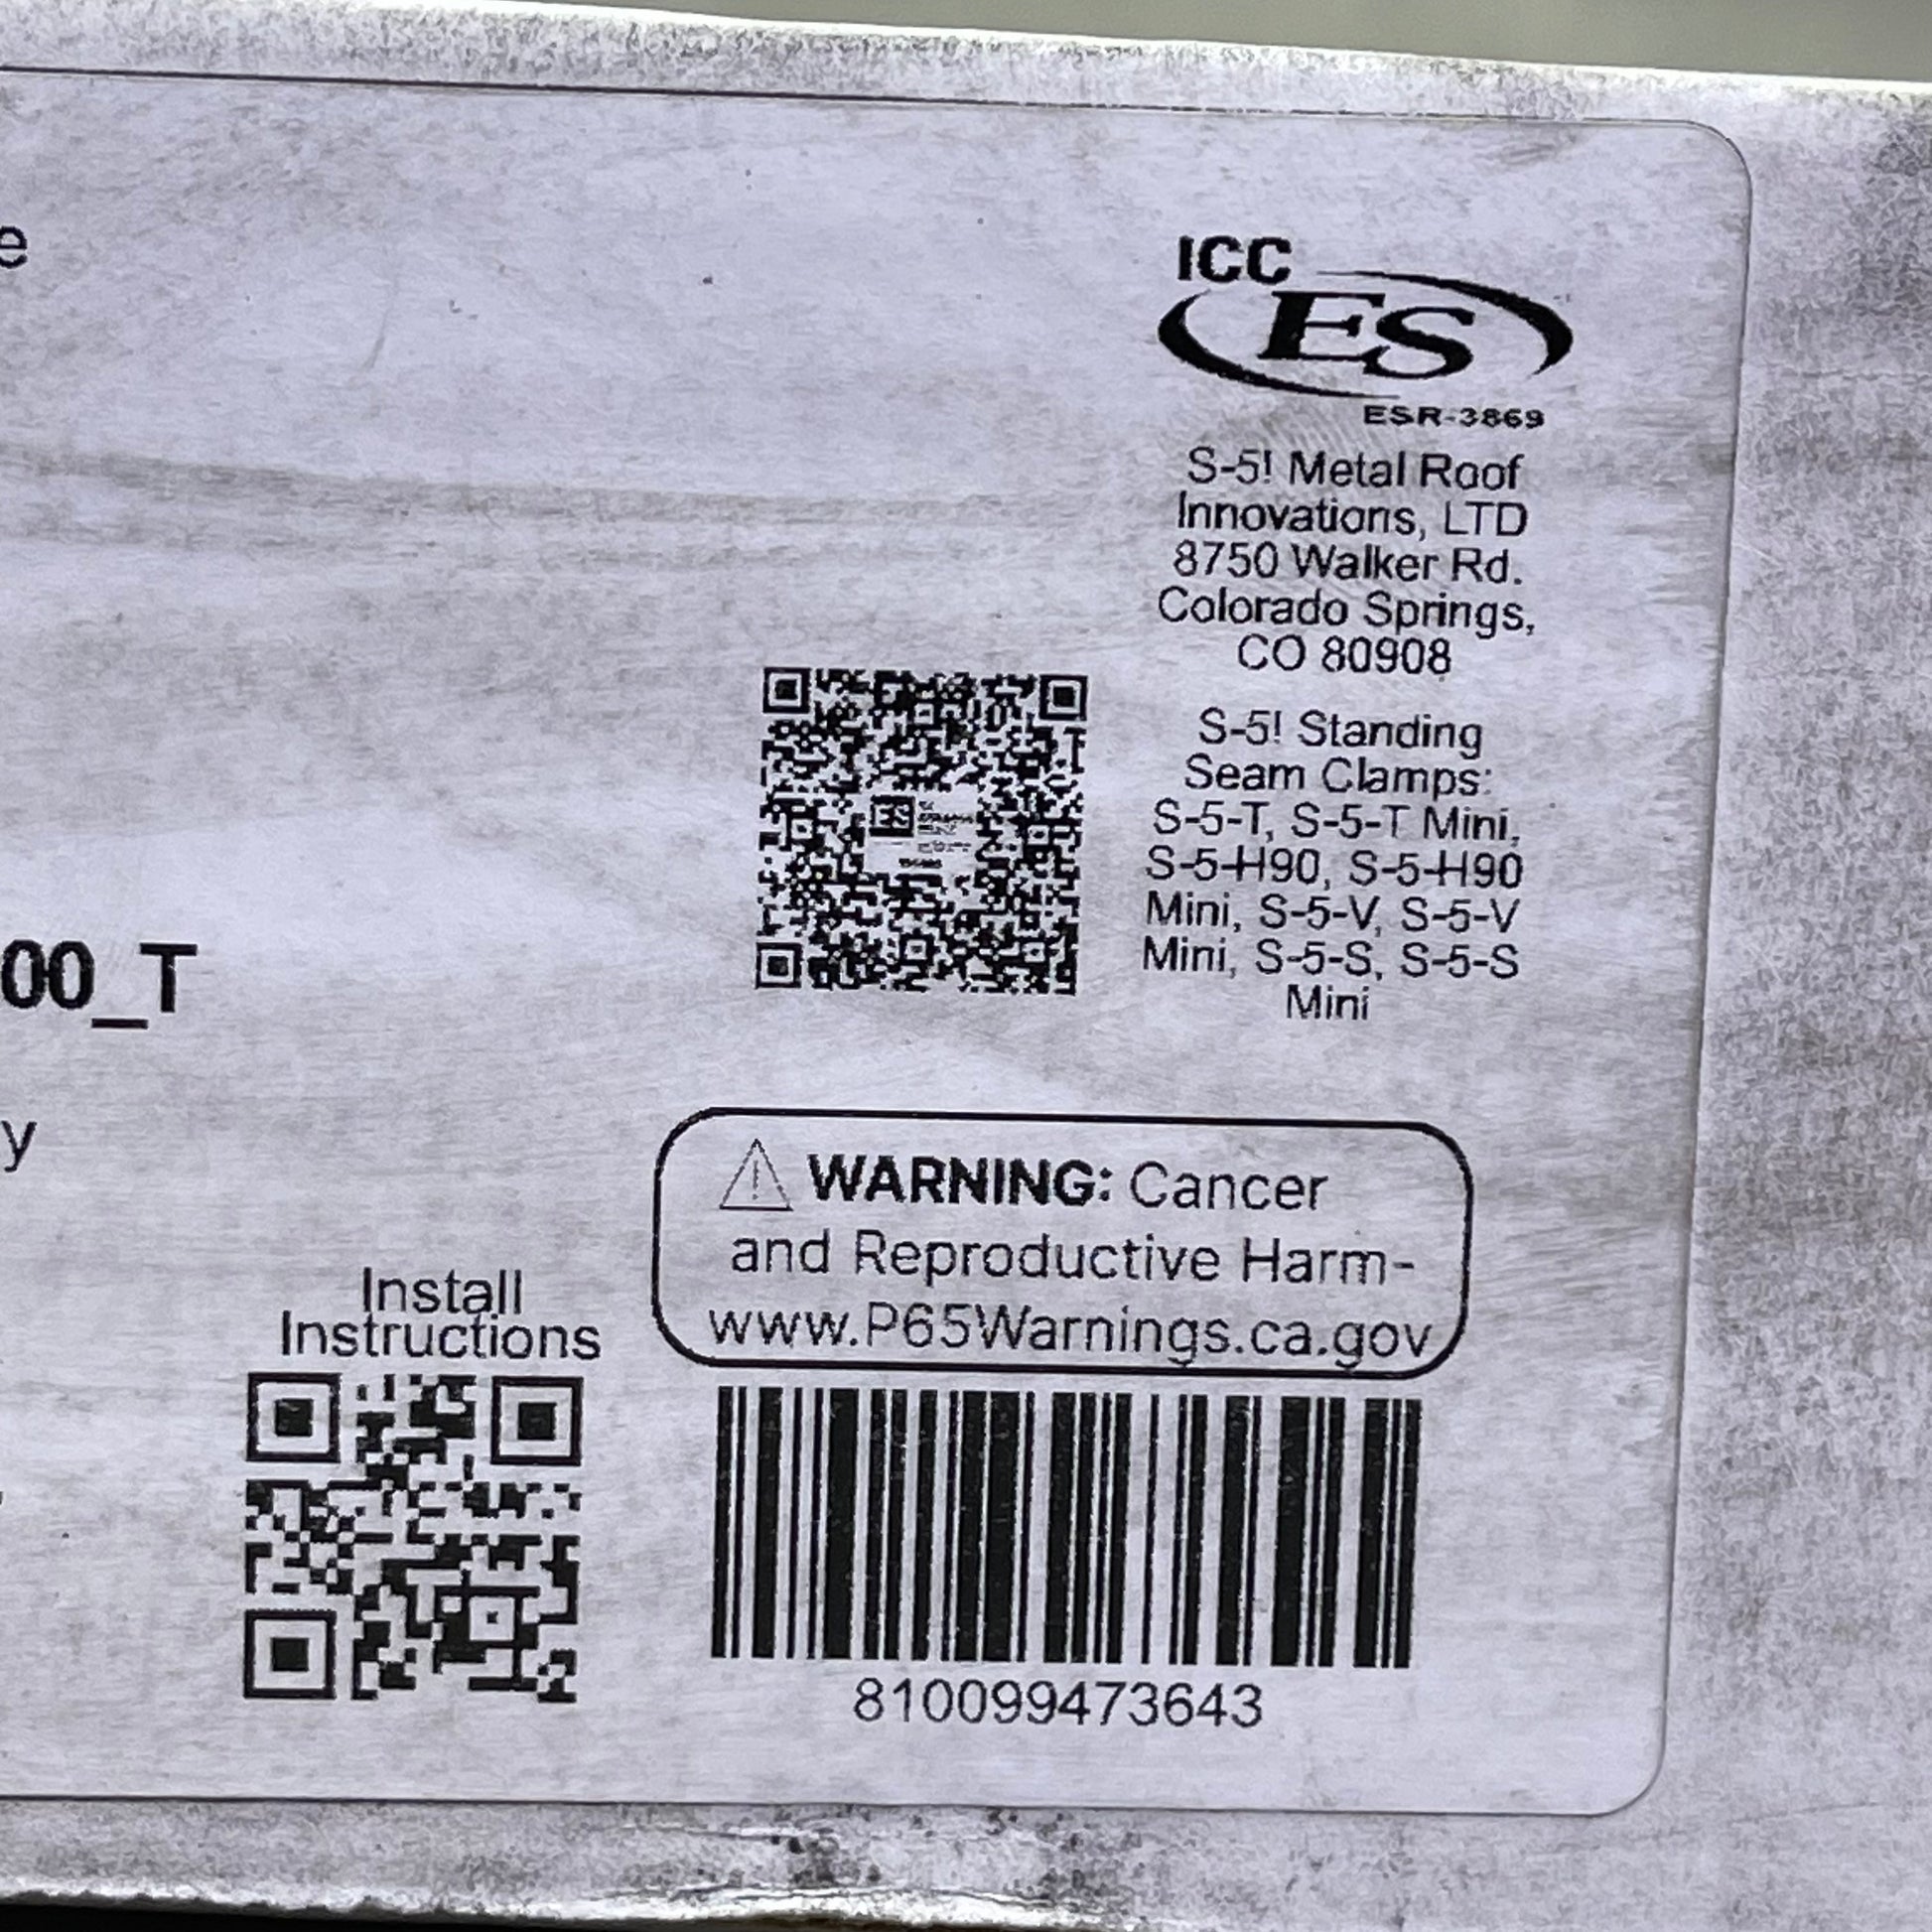 e
ICC
ES
ESR-3869
S-5! Metal Roof
Innovations, LTD
8750 Walker Rd.
Colorado Springs,
CO 80908
S-5! Standing
Seam Clamps:
S-5-T, S-5-T Mini,
S-5-H90, S-5-H90
Mini, S-5-V, S-5-V
Mini, S-5-S, S-5-S
Mini
ES
00_T
y
WARNING: Cancer
and Reproductive Harm-
www.P65Warnings.ca.gov
Install
Instructions
810099473643